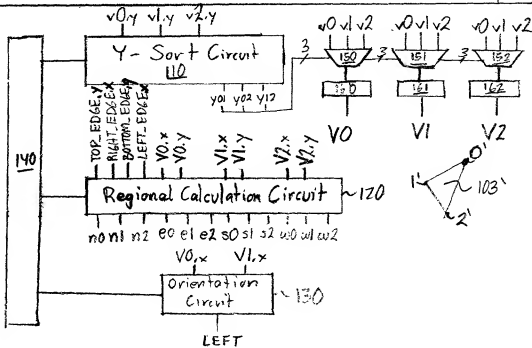 v0.y v1.y v2.y
v0 v1 v2 v0 v1 v2 v0 v1 v2
Y-Sort Circuit
110
y01 y02 y12
3 150 3 151 3 152
160 161 162
V0 V1 V2
140
TOP_EDGE.y
RIGHT_EDGE.x
BOTTOM_EDGE.y
LEFT_EDGE.x
V0.x
V0.y
V1.x
V1.y
V2.x
V2.y
Regional Calculation Circuit 120
n0 n1 n2 e0 e1 e2 s0 s1 s2 w0 w1 w2
0'
1'
103'
2'
V0.x V1.x
Orientation
Circuit
130
LEFT